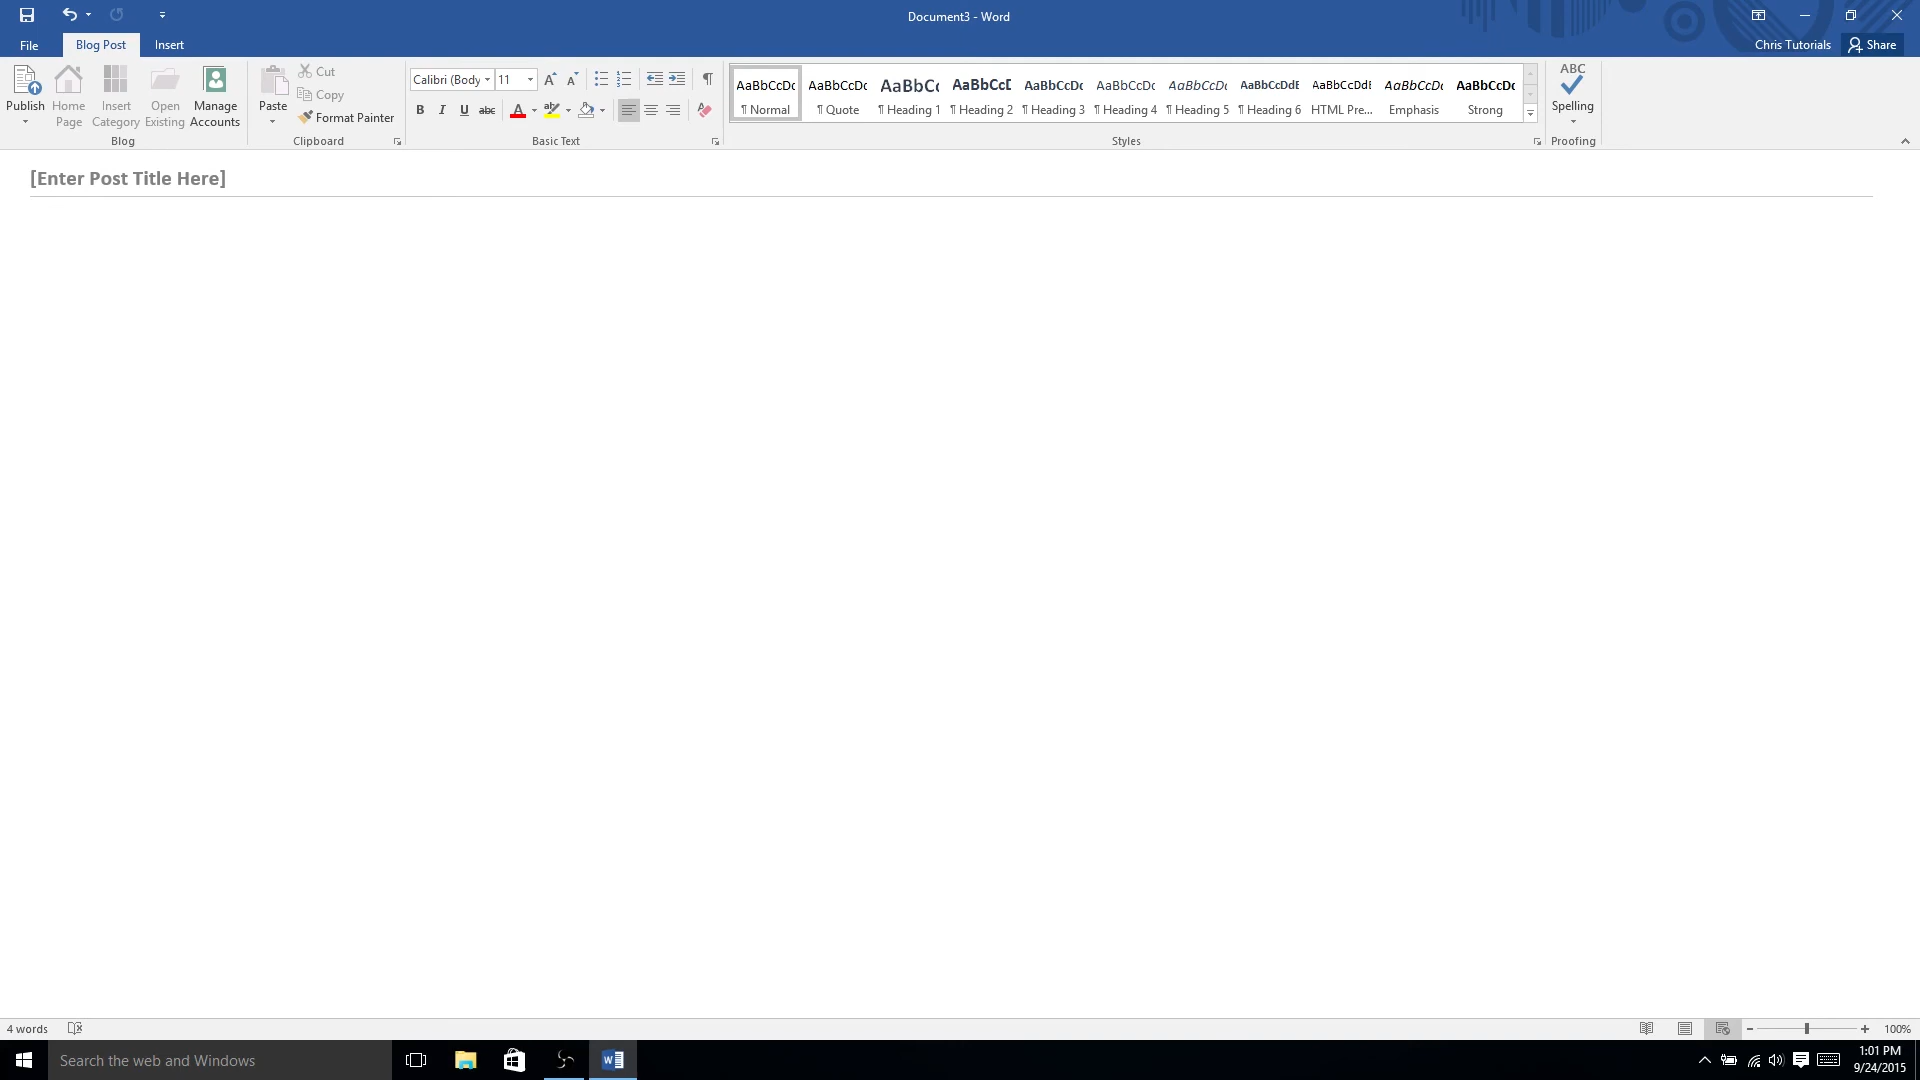 Document3 - Word
File
Blog Post
Insert
Chris Tutorials
Share
Publish
Home
Page
Insert
Category
Open
Existing
Manage
Accounts
Blog
Paste
Cut
Copy
Format Painter
Clipboard
Calibri (Body
11
B I U abc
Basic Text
AaBbCcDc AaBbCcDc AaBbCc AaBbCcD AaBbCcDc AaBbCcDc AaBbCcDc AaBbCcDdE AaBbCcDdE AaBbCcDc AaBbCcDc
¶ Normal ¶ Quote ¶ Heading 1 ¶ Heading 2 ¶ Heading 3 ¶ Heading 4 ¶ Heading 5 ¶ Heading 6 HTML Pre... Emphasis Strong
Styles
ABC
Spelling
Proofing
[Enter Post Title Here]
4 words
100%
Search the web and Windows
1:01 PM
9/24/2015